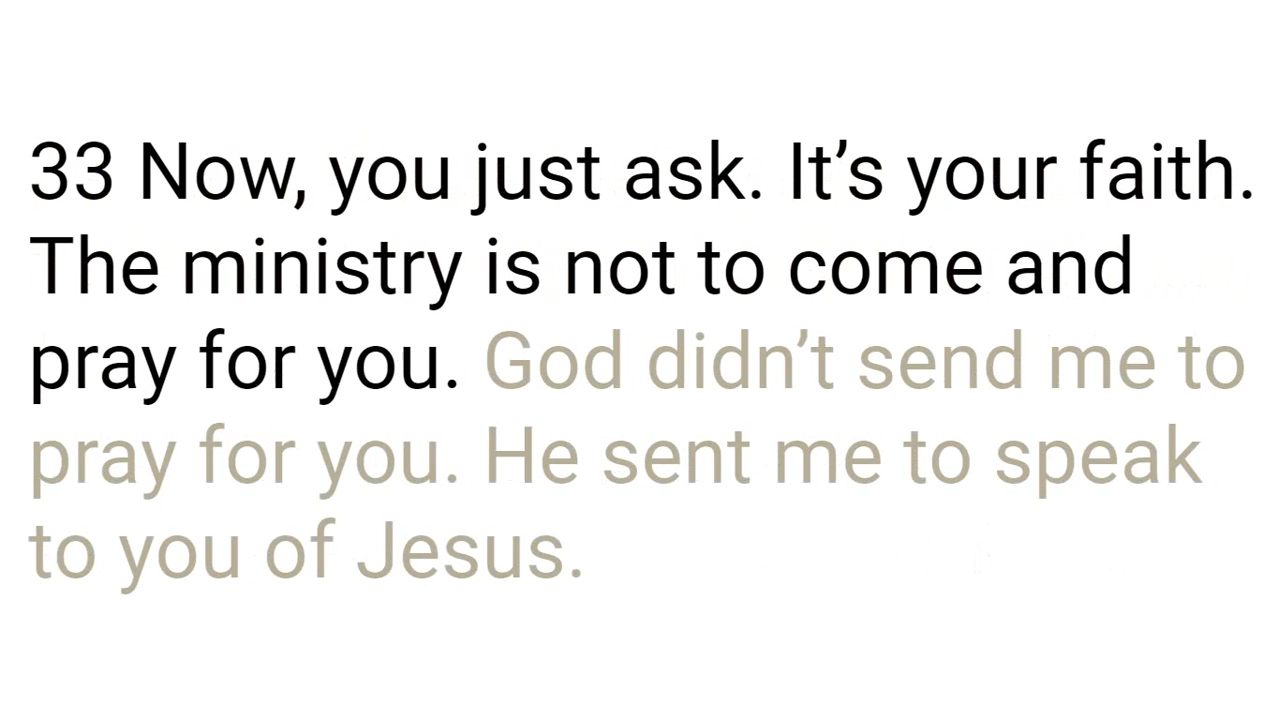 33 Now, you just ask. It’s your faith.
The ministry is not to come and
pray for you. God didn’t send me to
pray for you. He sent me to speak
to you of Jesus.